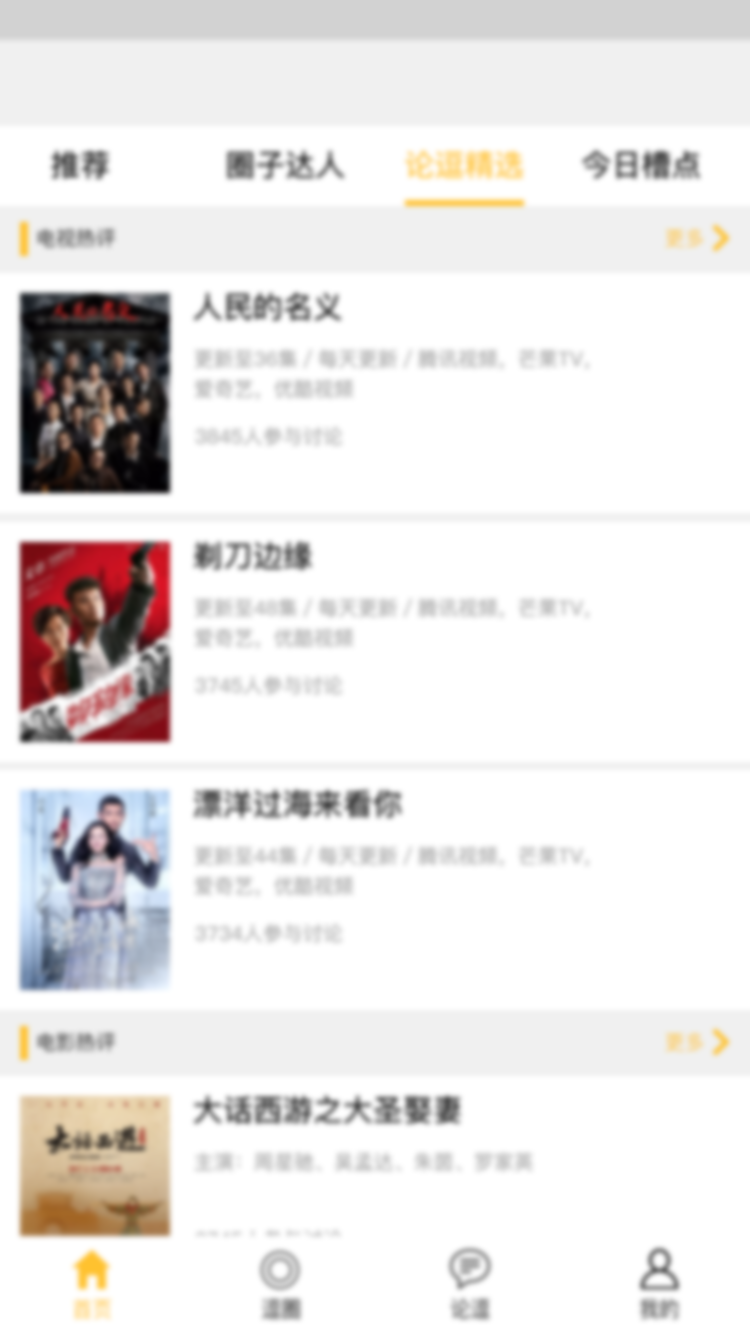 推荐 圈子达人 论逗精选 今日槽点
电视热评 更多
人民的名义
更新至36集 / 每天更新 / 腾讯视频，芒果TV，
爱奇艺，优酷视频
3845人参与讨论
剃刀边缘
更新至48集 / 每天更新 / 腾讯视频，芒果TV，
爱奇艺，优酷视频
3745人参与讨论
漂洋过海来看你
更新至44集 / 每天更新 / 腾讯视频，芒果TV，
爱奇艺，优酷视频
3734人参与讨论
电影热评 更多
大话西游之大圣娶妻
大话西游
主演：周星驰、吴孟达、朱茵、罗家英
首页 逗圈 论逗 我的